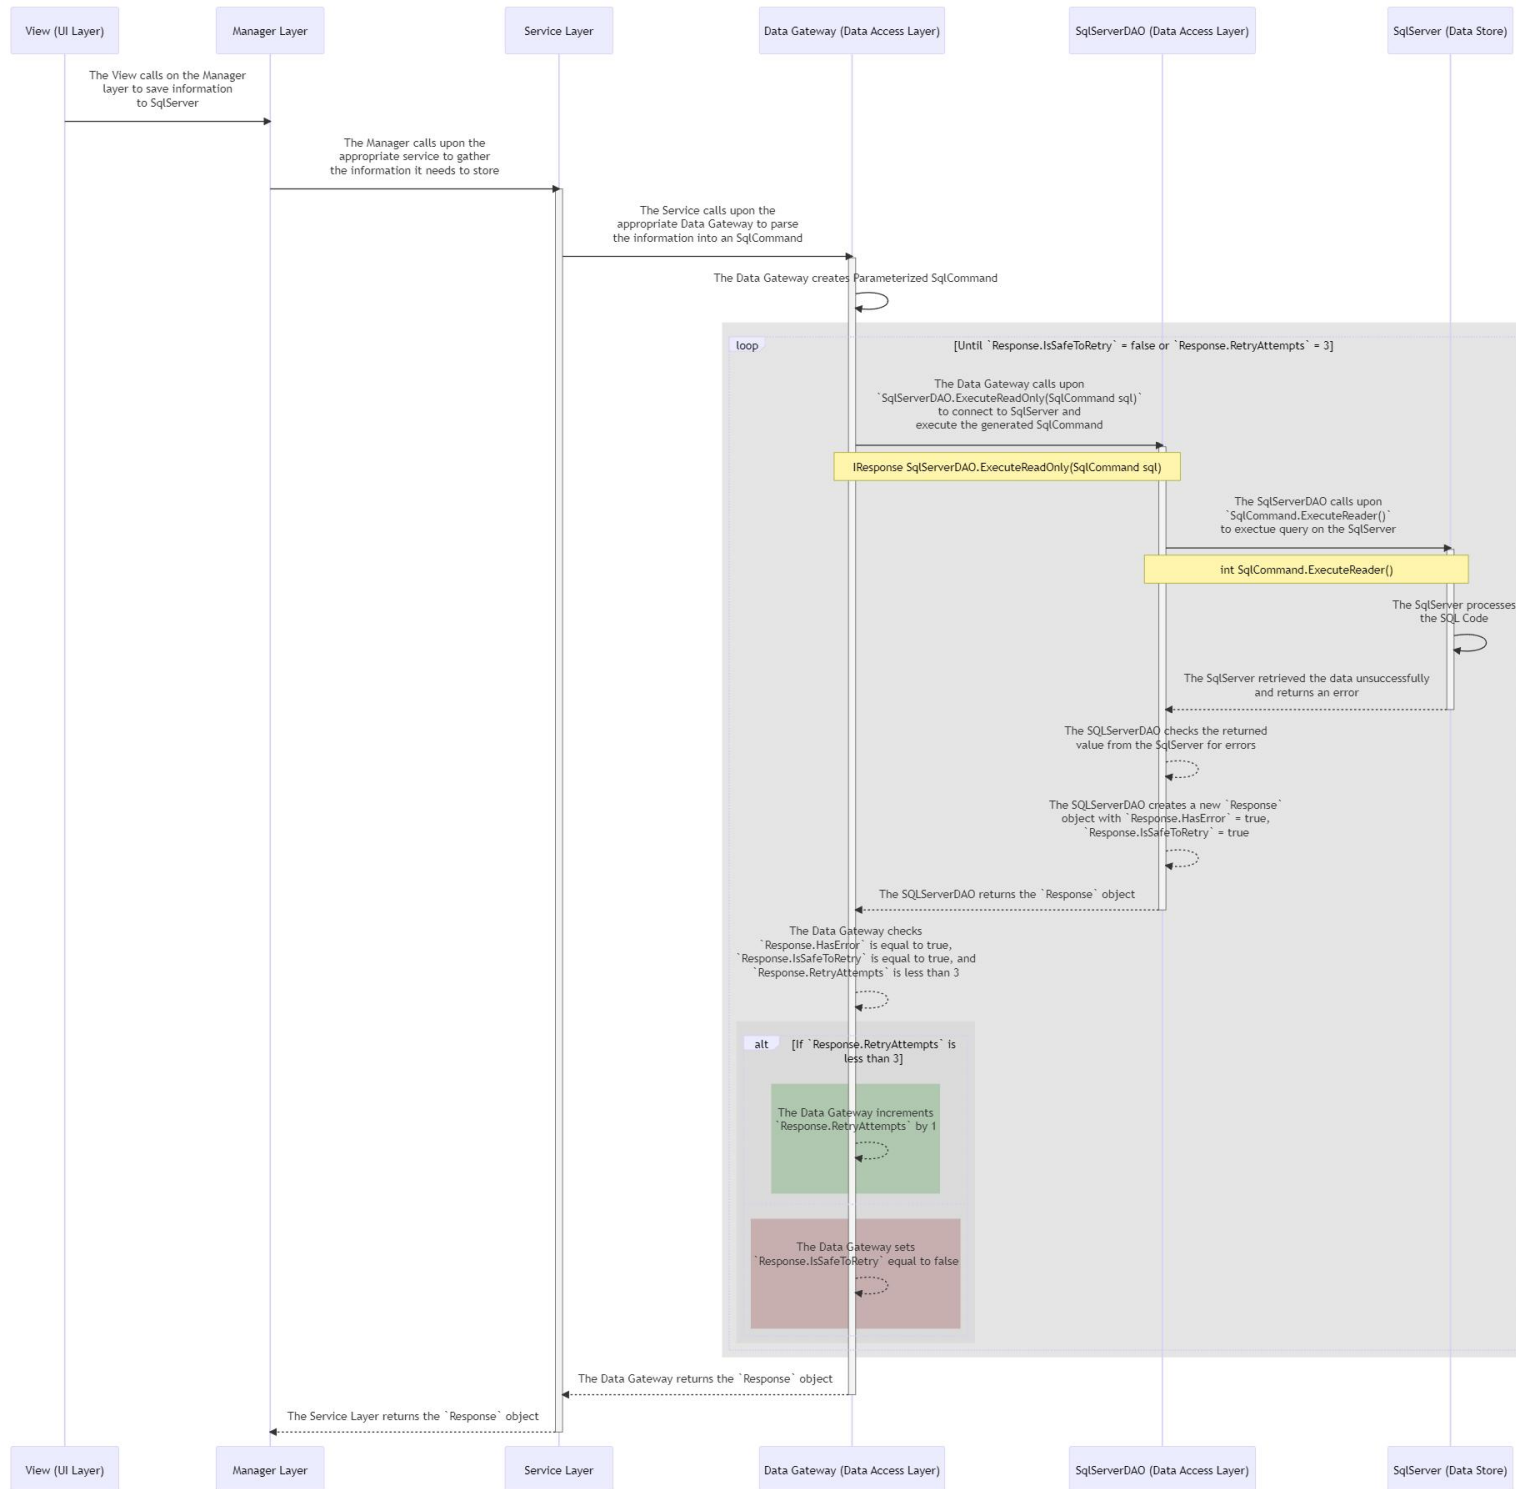 View (UI Layer)
Manager Layer
Service Layer
Data Gateway (Data Access Layer)
SqlServerDAO (Data Access Layer)
SqlServer (Data Store)
The View calls on the Manager
layer to save information
to SqlServer
The Manager calls upon the
appropriate service to gather
the information it needs to store
The Service calls upon the
appropriate Data Gateway to parse
the information into an SqlCommand
The Data Gateway creates Parameterized SqlCommand
loop
[Until `Response.IsSafeToRetry` = false or `Response.RetryAttempts` = 3]
The Data Gateway calls upon
`SqlServerDAO.ExecuteReadOnly(SqlCommand sql)`
to connect to SqlServer and
execute the generated SqlCommand
IResponse SqlServerDAO.ExecuteReadOnly(SqlCommand sql)
The SqlServerDAO calls upon
`SqlCommand.ExecuteReader()`
to exectue query on the SqlServer
int SqlCommand.ExecuteReader()
The SqlServer processes
the SQL Code
The SqlServer retrieved the data unsuccessfully
and returns an error
The SQLServerDAO checks the returned
value from the SqlServer for errors
The SQLServerDAO creates a new `Response`
object with `Response.HasError` = true,
`Response.IsSafeToRetry` = true
The SQLServerDAO returns the `Response` object
The Data Gateway checks
`Response.HasError` is equal to true,
`Response.IsSafeToRetry` is equal to true, and
`Response.RetryAttempts` is less than 3
alt
[If `Response.RetryAttempts` is
less than 3]
The Data Gateway increments
`Response.RetryAttempts` by 1
The Data Gateway sets
`Response.IsSafeToRetry` equal to false
The Data Gateway returns the `Response` object
The Service Layer returns the `Response` object
View (UI Layer)
Manager Layer
Service Layer
Data Gateway (Data Access Layer)
SqlServerDAO (Data Access Layer)
SqlServer (Data Store)